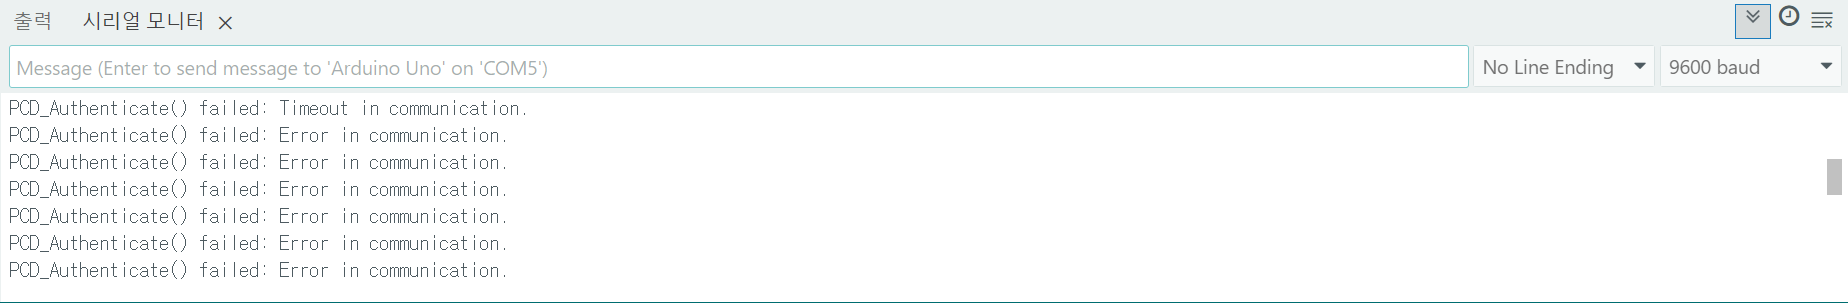 출력 시리얼 모니터
Message (Enter to send message to 'Arduino Uno' on 'COM5') No Line Ending 9600 baud
PCD_Authenticate() failed: Timeout in communication.
PCD_Authenticate() failed: Error in communication.
PCD_Authenticate() failed: Error in communication.
PCD_Authenticate() failed: Error in communication.
PCD_Authenticate() failed: Error in communication.
PCD_Authenticate() failed: Error in communication.
PCD_Authenticate() failed: Error in communication.